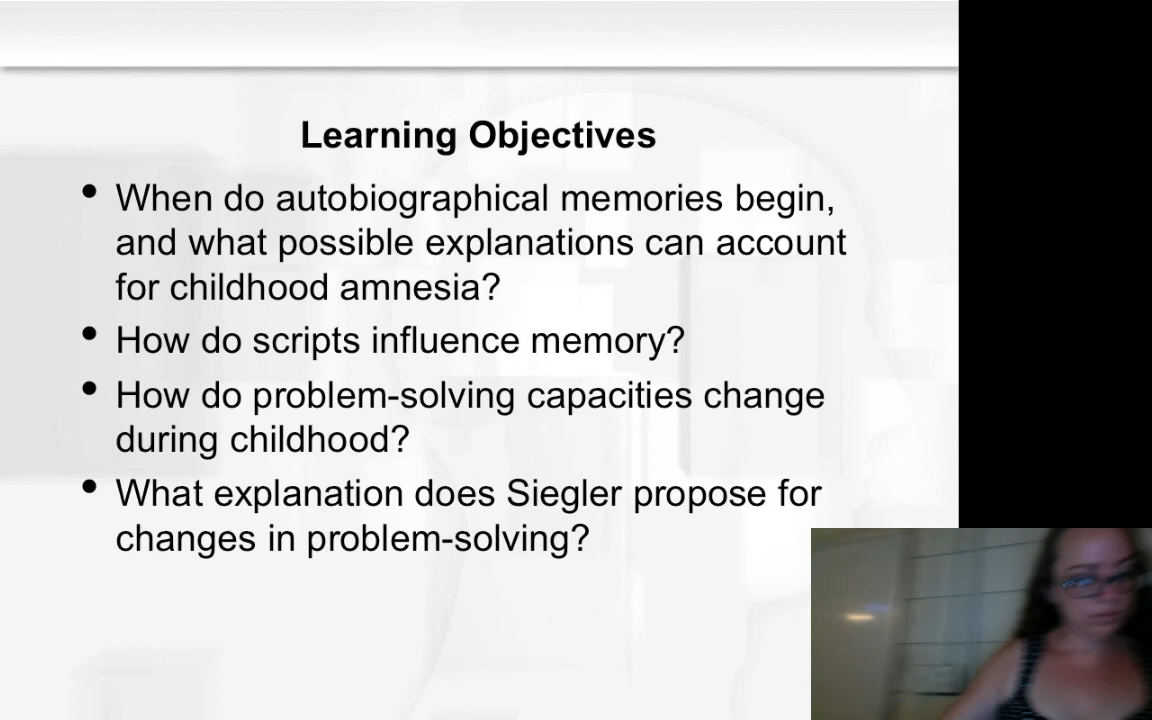 Learning Objectives
• When do autobiographical memories begin,
and what possible explanations can account
for childhood amnesia?
• How do scripts influence memory?
• How do problem-solving capacities change
during childhood?
• What explanation does Siegler propose for
changes in problem-solving?